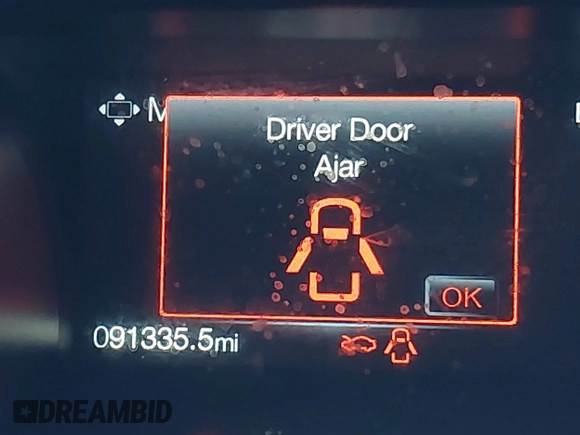 M
Driver Door
Ajar
OK
091335.5mi
DREAMBID